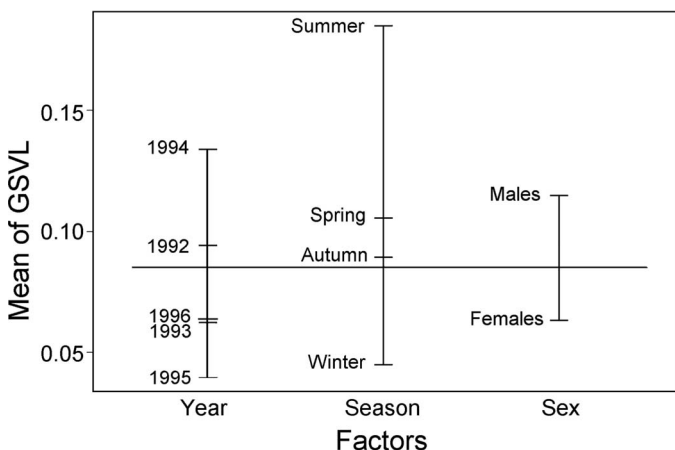 Summer
0.15
1994
Males
Spring
0.10
1992
Autumn
Females
1996
1993
Winter
0.05
1995
Mean of GSVL
Year Season Sex
Factors